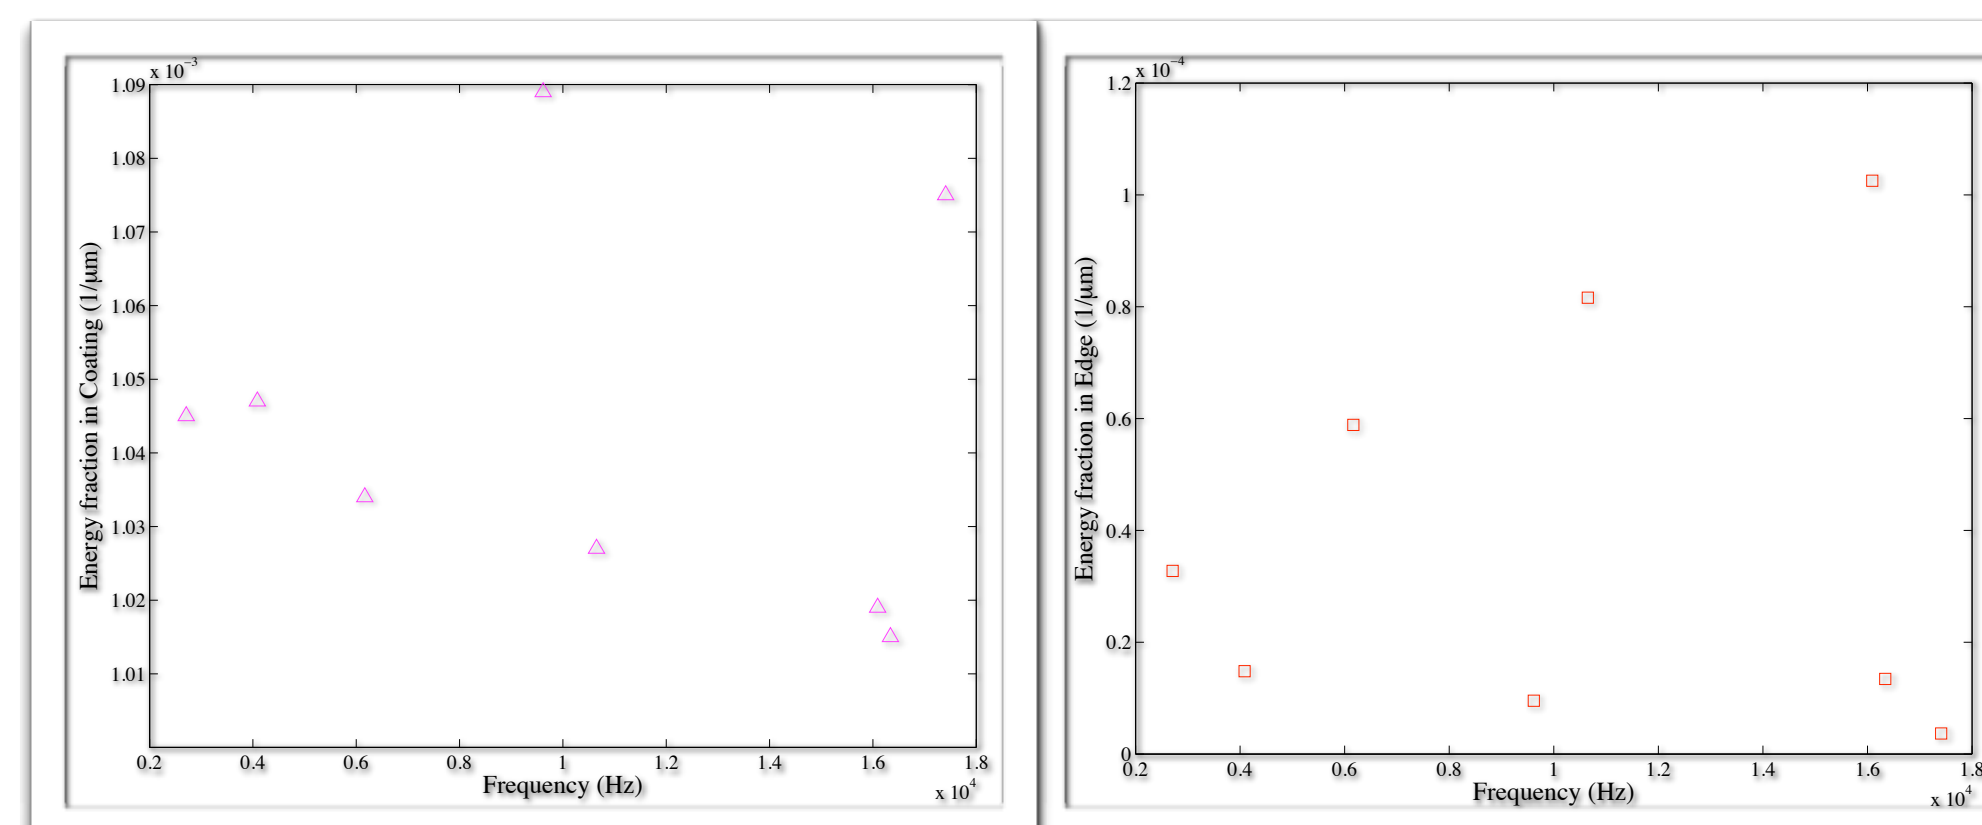 x 10⁻³
1.09
1.08
1.07
1.06
1.05
1.04
1.03
1.02
1.01
Energy fraction in Coating (1/μm)
0.2 0.4 0.6 0.8 1 1.2 1.4 1.6 1.8
Frequency (Hz)
x 10⁴
x 10⁻⁴
1.2
1
0.8
0.6
0.4
0.2
0
Energy fraction in Edge (1/μm)
0.2 0.4 0.6 0.8 1 1.2 1.4 1.6 1.8
Frequency (Hz)
x 10⁴